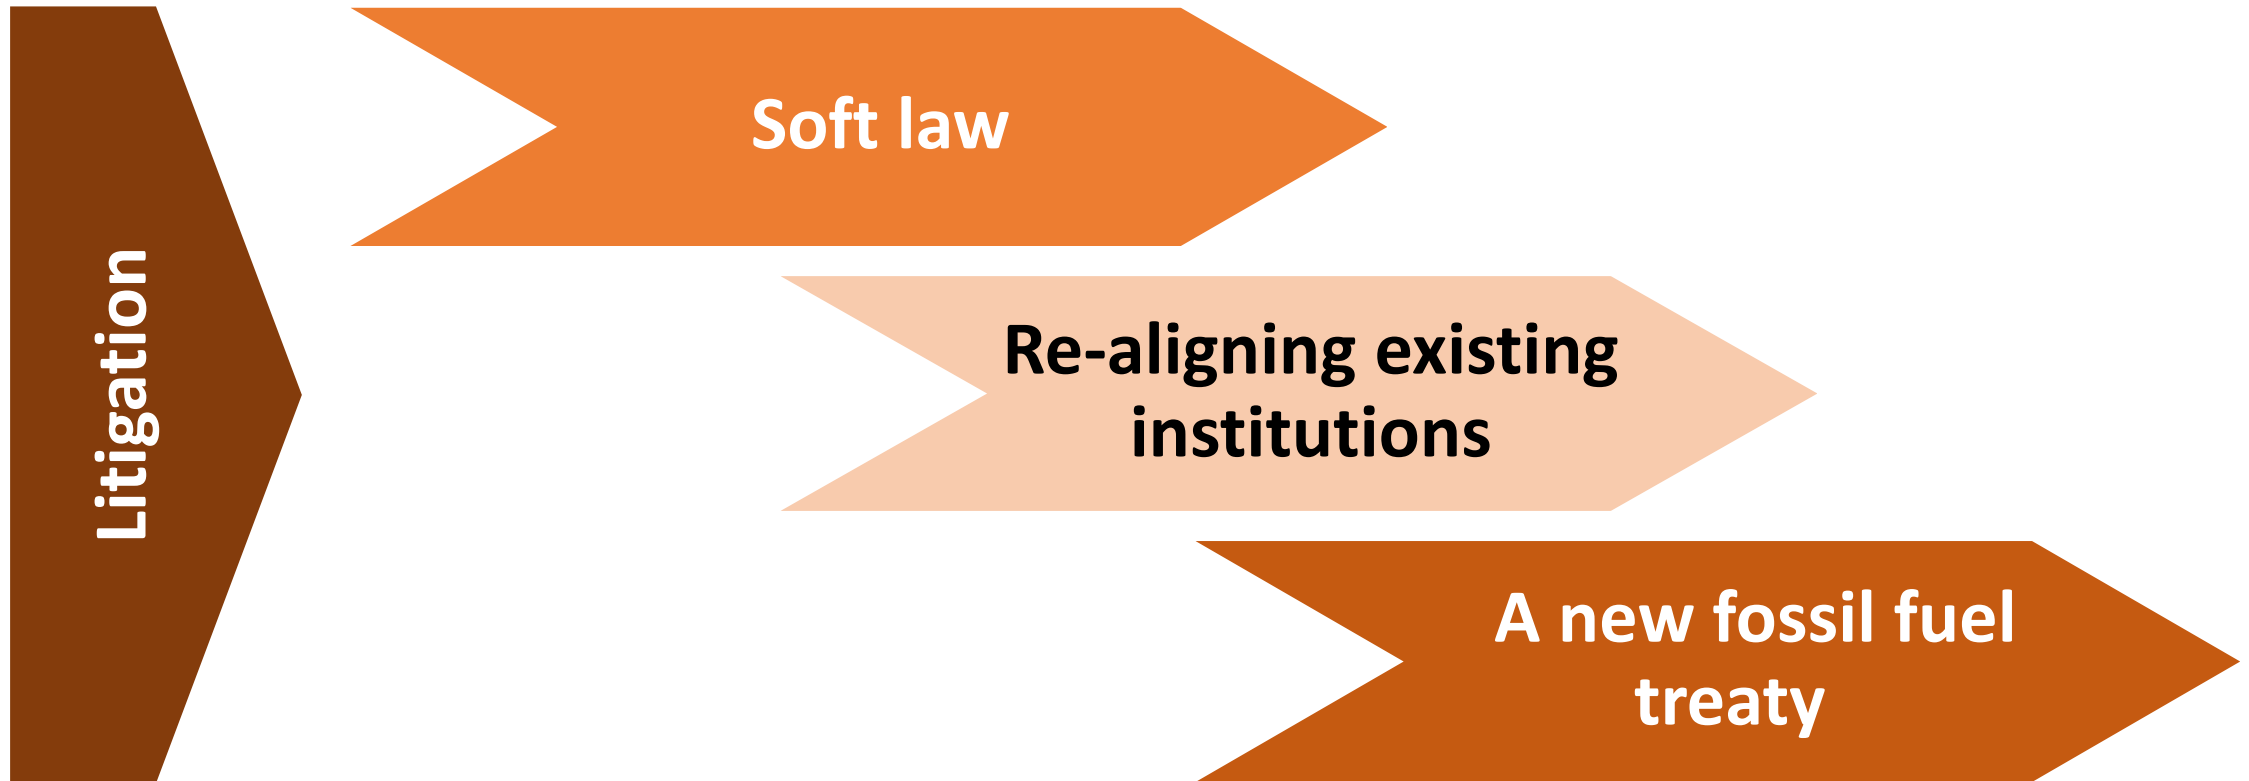 Litigation
Soft law
Re-aligning existing
institutions
A new fossil fuel
treaty